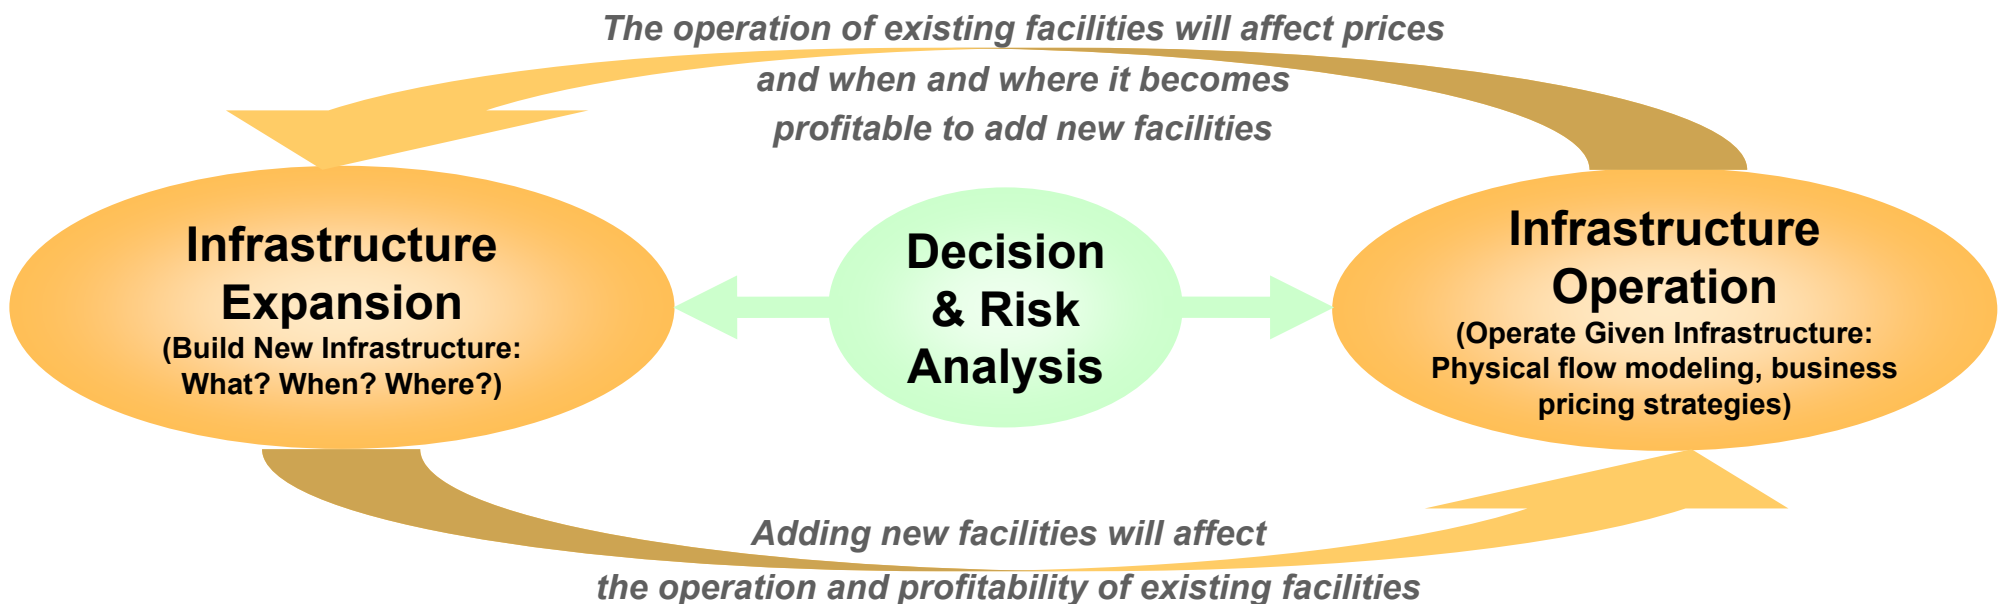 The operation of existing facilities will affect prices
and when and where it becomes
profitable to add new facilities
Infrastructure
Expansion
(Build New Infrastructure:
What? When? Where?)
Decision
& Risk
Analysis
Infrastructure
Operation
(Operate Given Infrastructure:
Physical flow modeling, business
pricing strategies)
Adding new facilities will affect
the operation and profitability of existing facilities